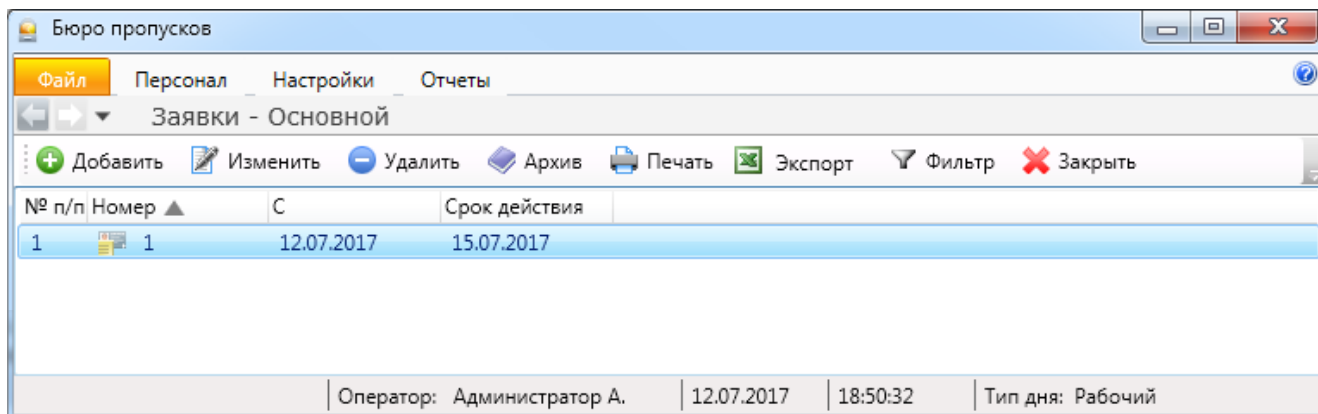 Бюро пропусков
Файл Персонал Настройки Отчеты
Заявки - Основной
Добавить Изменить Удалить Архив Печать Экспорт Фильтр Закрыть
№ п/п Номер С Срок действия
1 1 12.07.2017 15.07.2017
Оператор: Администратор А. 12.07.2017 18:50:32 Тип дня: Рабочий